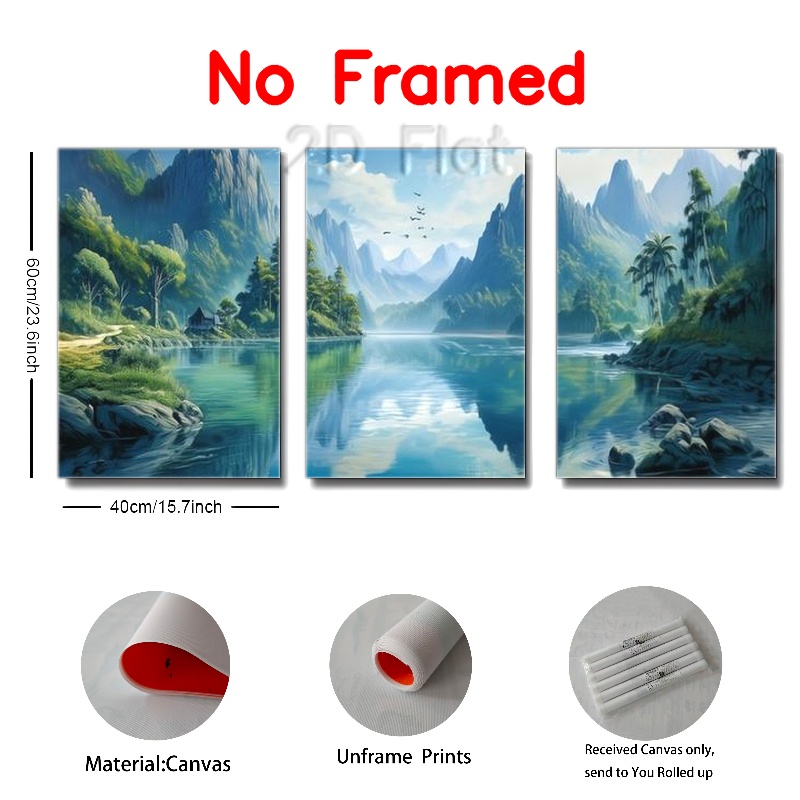 No Framed
2D Flat
60cm/23.6inch
40cm/15.7inch
Material:Canvas
Unframe Prints
Received Canvas only,
send to You Rolled up